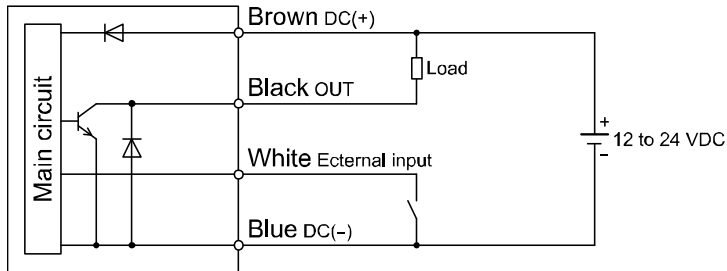 Main circuit
Brown DC(+)
Black OUT
Load
White Ecternal input
Blue DC(−)
+
12 to 24 VDC
−